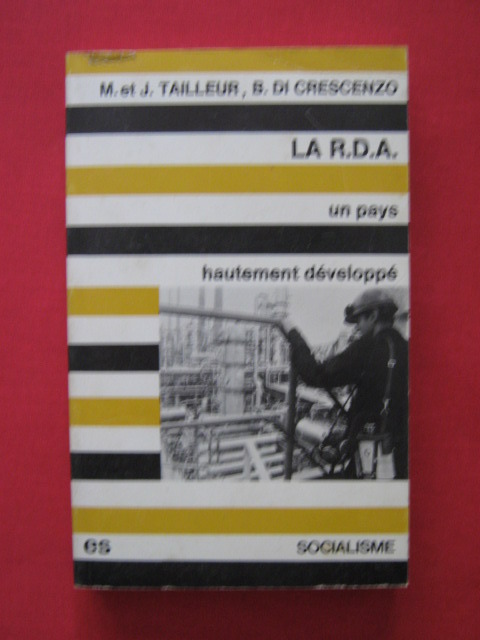 M. et J. TAILLEUR, B. DI CRESCENZO
LA R.D.A.
un pays
hautement développé
es
SOCIALISME